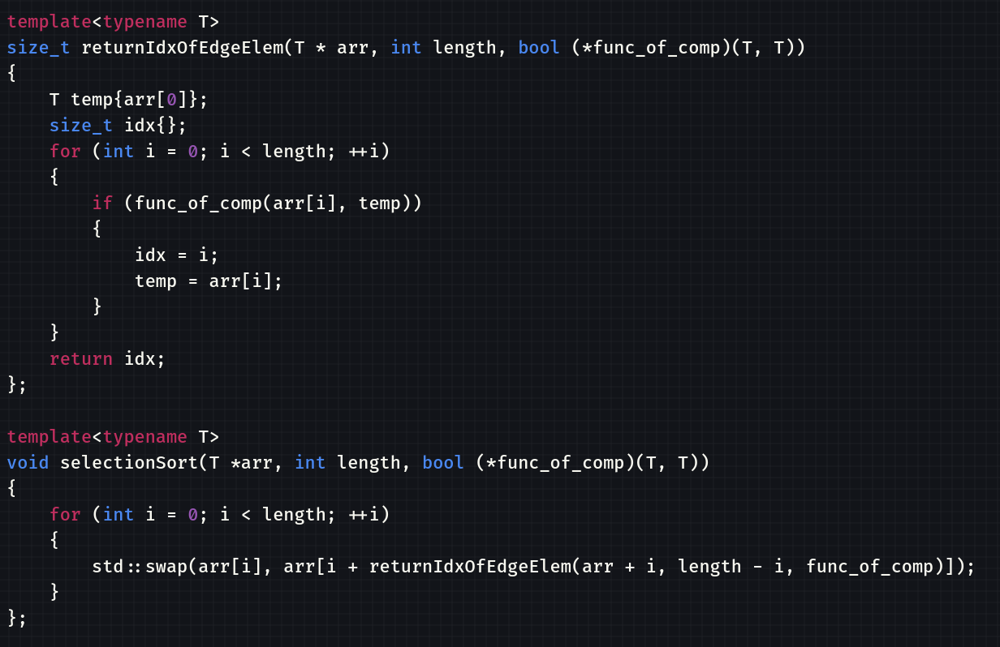 template<typename T>
size_t returnIdxOfEdgeElem(T * arr, int length, bool (*func_of_comp)(T, T))
{
    T temp{arr[0]};
    size_t idx{};
    for (int i = 0; i < length; ++i)
    {
        if (func_of_comp(arr[i], temp))
        {
            idx = i;
            temp = arr[i];
        }
    }
    return idx;
};

template<typename T>
void selectionSort(T *arr, int length, bool (*func_of_comp)(T, T))
{
    for (int i = 0; i < length; ++i)
    {
        std::swap(arr[i], arr[i + returnIdxOfEdgeElem(arr + i, length - i, func_of_comp)]);
    }
};